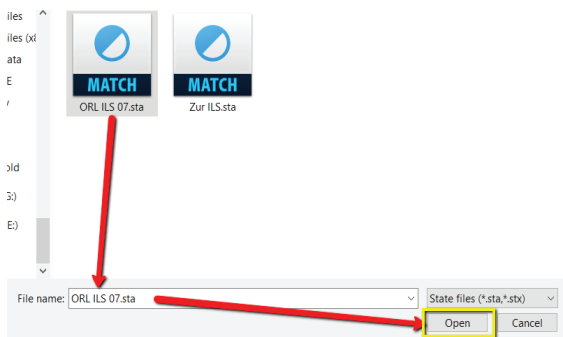 iles
iles (x8
ata
E
old
G:)
E:)
MATCH
ORL ILS 07.sta
MATCH
Zur ILS.sta
File name:
ORL ILS 07.sta
State files (*.sta,*.stx)
Open
Cancel